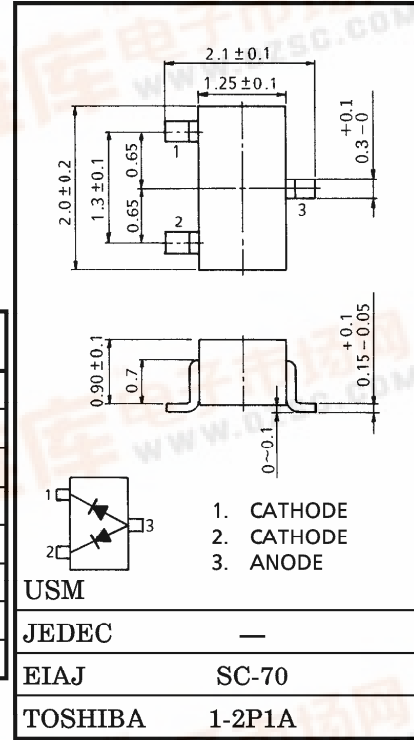 2.1±0.1
1.25±0.1
2.0±0.2
1.3±0.1
0.65
0.65
1
2
3
+0.1
0.3-0
0.90±0.1
0.7
0~0.1
+0.1
0.15-0.05
1
2
3
1. CATHODE
2. CATHODE
3. ANODE
USM
JEDEC —
EIAJ SC-70
TOSHIBA 1-2P1A